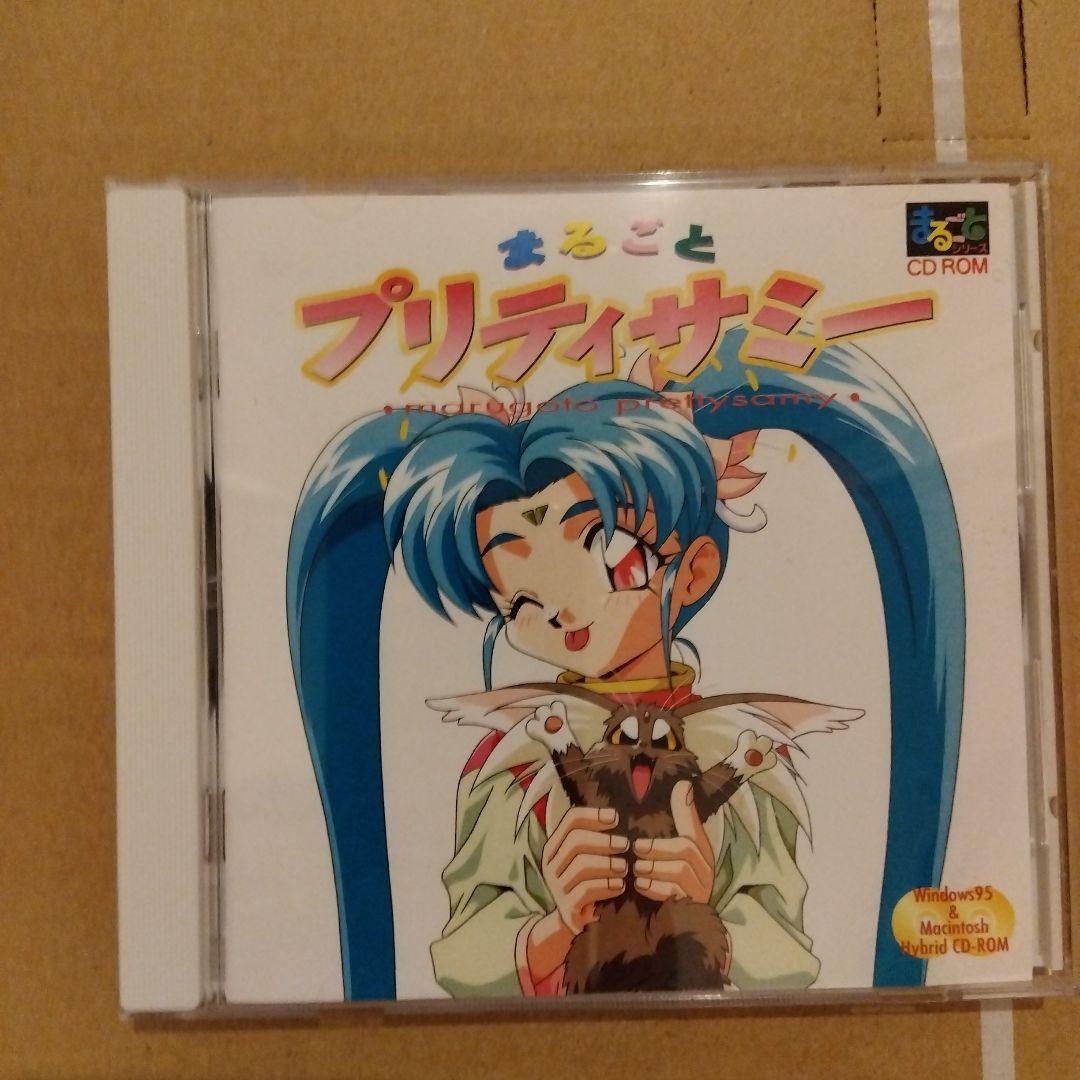 まるごと
プリティサミー
・marugoto prettysamy・
まるごと
シリーズ
CD ROM
Windows95
&
Macintosh
Hybrid CD-ROM